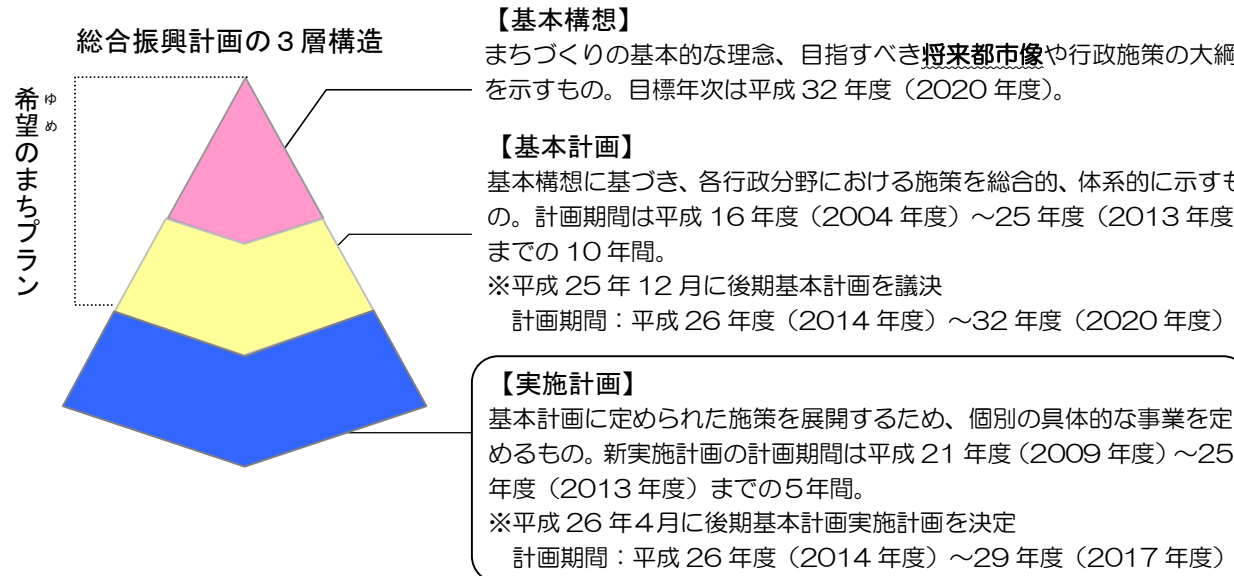 総合振興計画の3層構造
希望のまちプラン
ゆめ
【基本構想】
まちづくりの基本的な理念、目指すべき将来都市像や行政施策の大綱
を示すもの。目標年次は平成 32 年度（2020 年度）。
【基本計画】
基本構想に基づき、各行政分野における施策を総合的、体系的に示すも
の。計画期間は平成 16 年度（2004 年度）～25 年度（2013 年度
までの 10 年間。
※平成 25 年 12 月に後期基本計画を議決
計画期間：平成 26 年度（2014 年度）～32 年度（2020 年度）
【実施計画】
基本計画に定められた施策を展開するため、個別の具体的な事業を定
めるもの。新実施計画の計画期間は平成 21 年度（2009 年度）～25
年度（2013 年度）までの5年間。
※平成 26 年4月に後期基本計画実施計画を決定
計画期間：平成 26 年度（2014 年度）～29 年度（2017 年度）